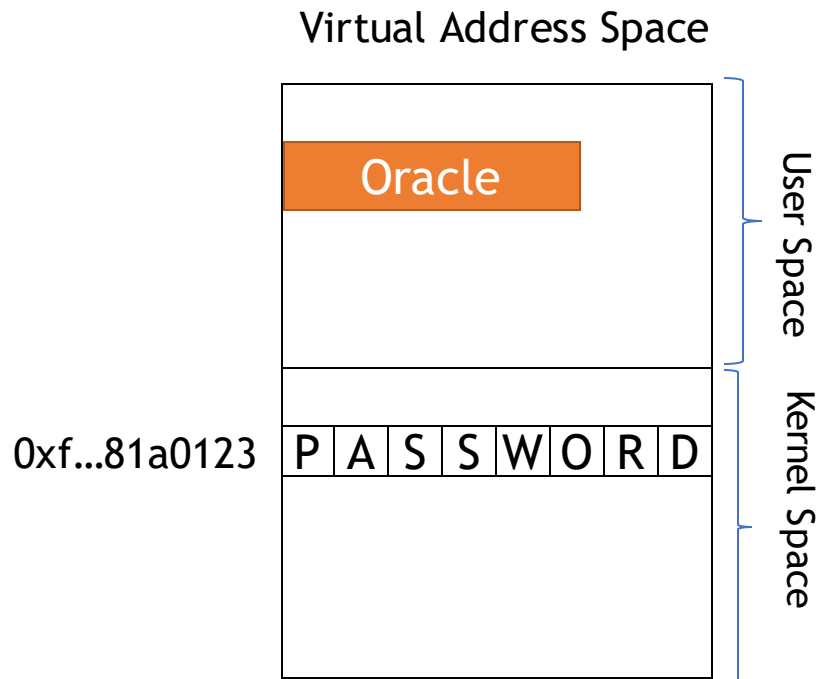 Virtual Address Space
Oracle
User Space
0xf...81a0123 P A S S W O R D
Kernel Space